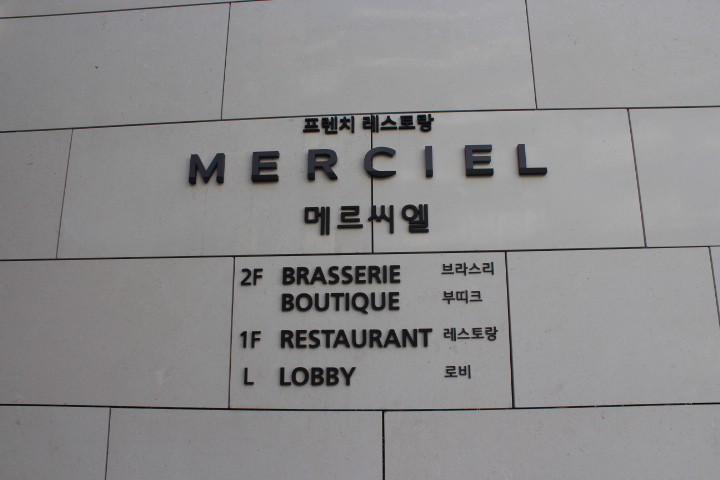 프렌치 레스토랑
MERCIEL
메르씨엘
2F BRASSERIE 브라스리
BOUTIQUE 부띠크
1F RESTAURANT 레스토랑
L LOBBY 로비